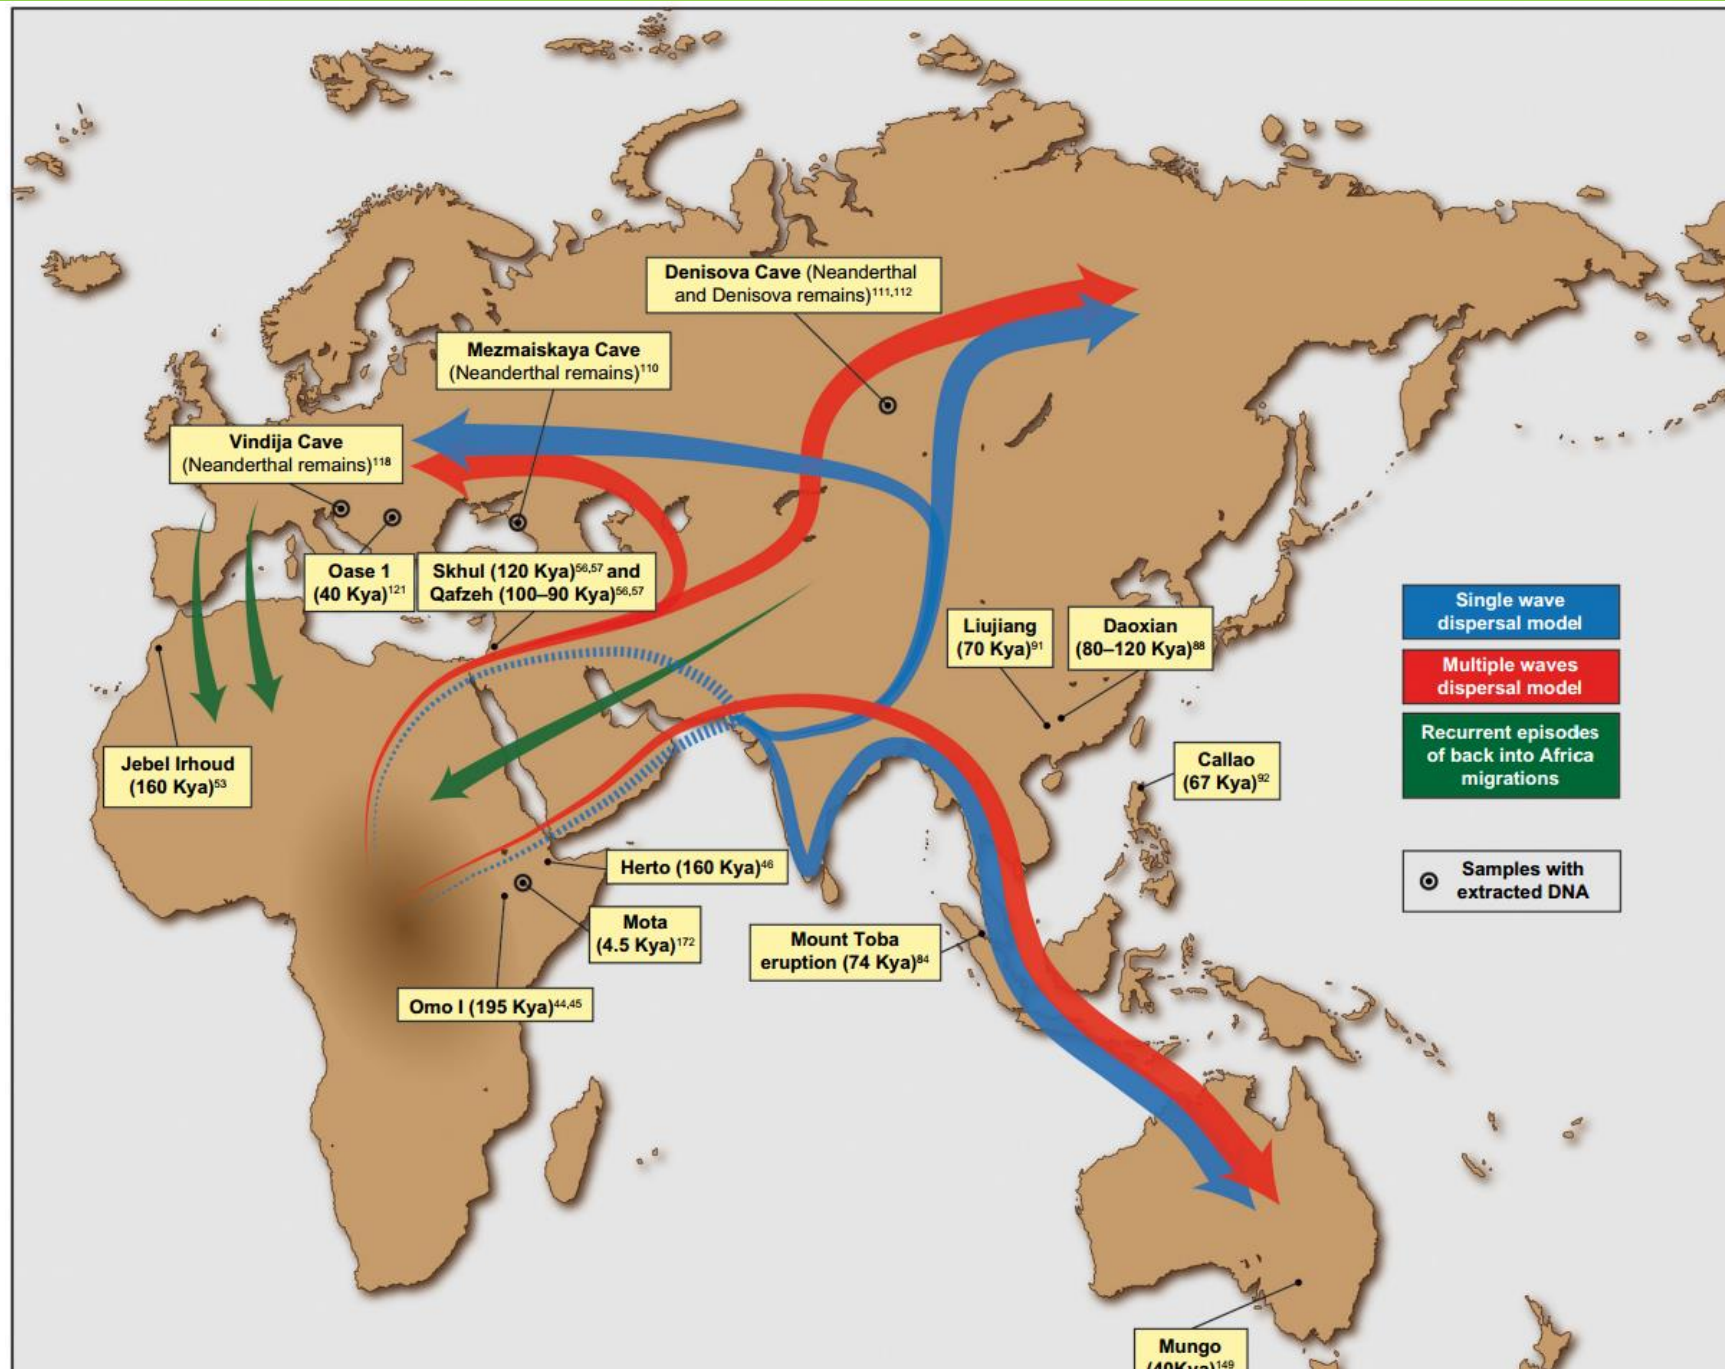 Denisova Cave (Neanderthal
and Denisova remains)111,112
Mezmaiskaya Cave
(Neanderthal remains)110
Vindija Cave
(Neanderthal remains)118
Oase 1
(40 Kya)121
Skhul (120 Kya)56,57 and
Qafzeh (100–90 Kya)56,57
Liujiang
(70 Kya)91
Daoxian
(80–120 Kya)88
Single wave
dispersal model
Multiple waves
dispersal model
Recurrent episodes
of back into Africa
migrations
Jebel Irhoud
(160 Kya)53
Callao
(67 Kya)92
Herto (160 Kya)46
Samples with
extracted DNA
Mota
(4.5 Kya)172
Mount Toba
eruption (74 Kya)84
Omo I (195 Kya)44,45
Mungo
(40Kya)149